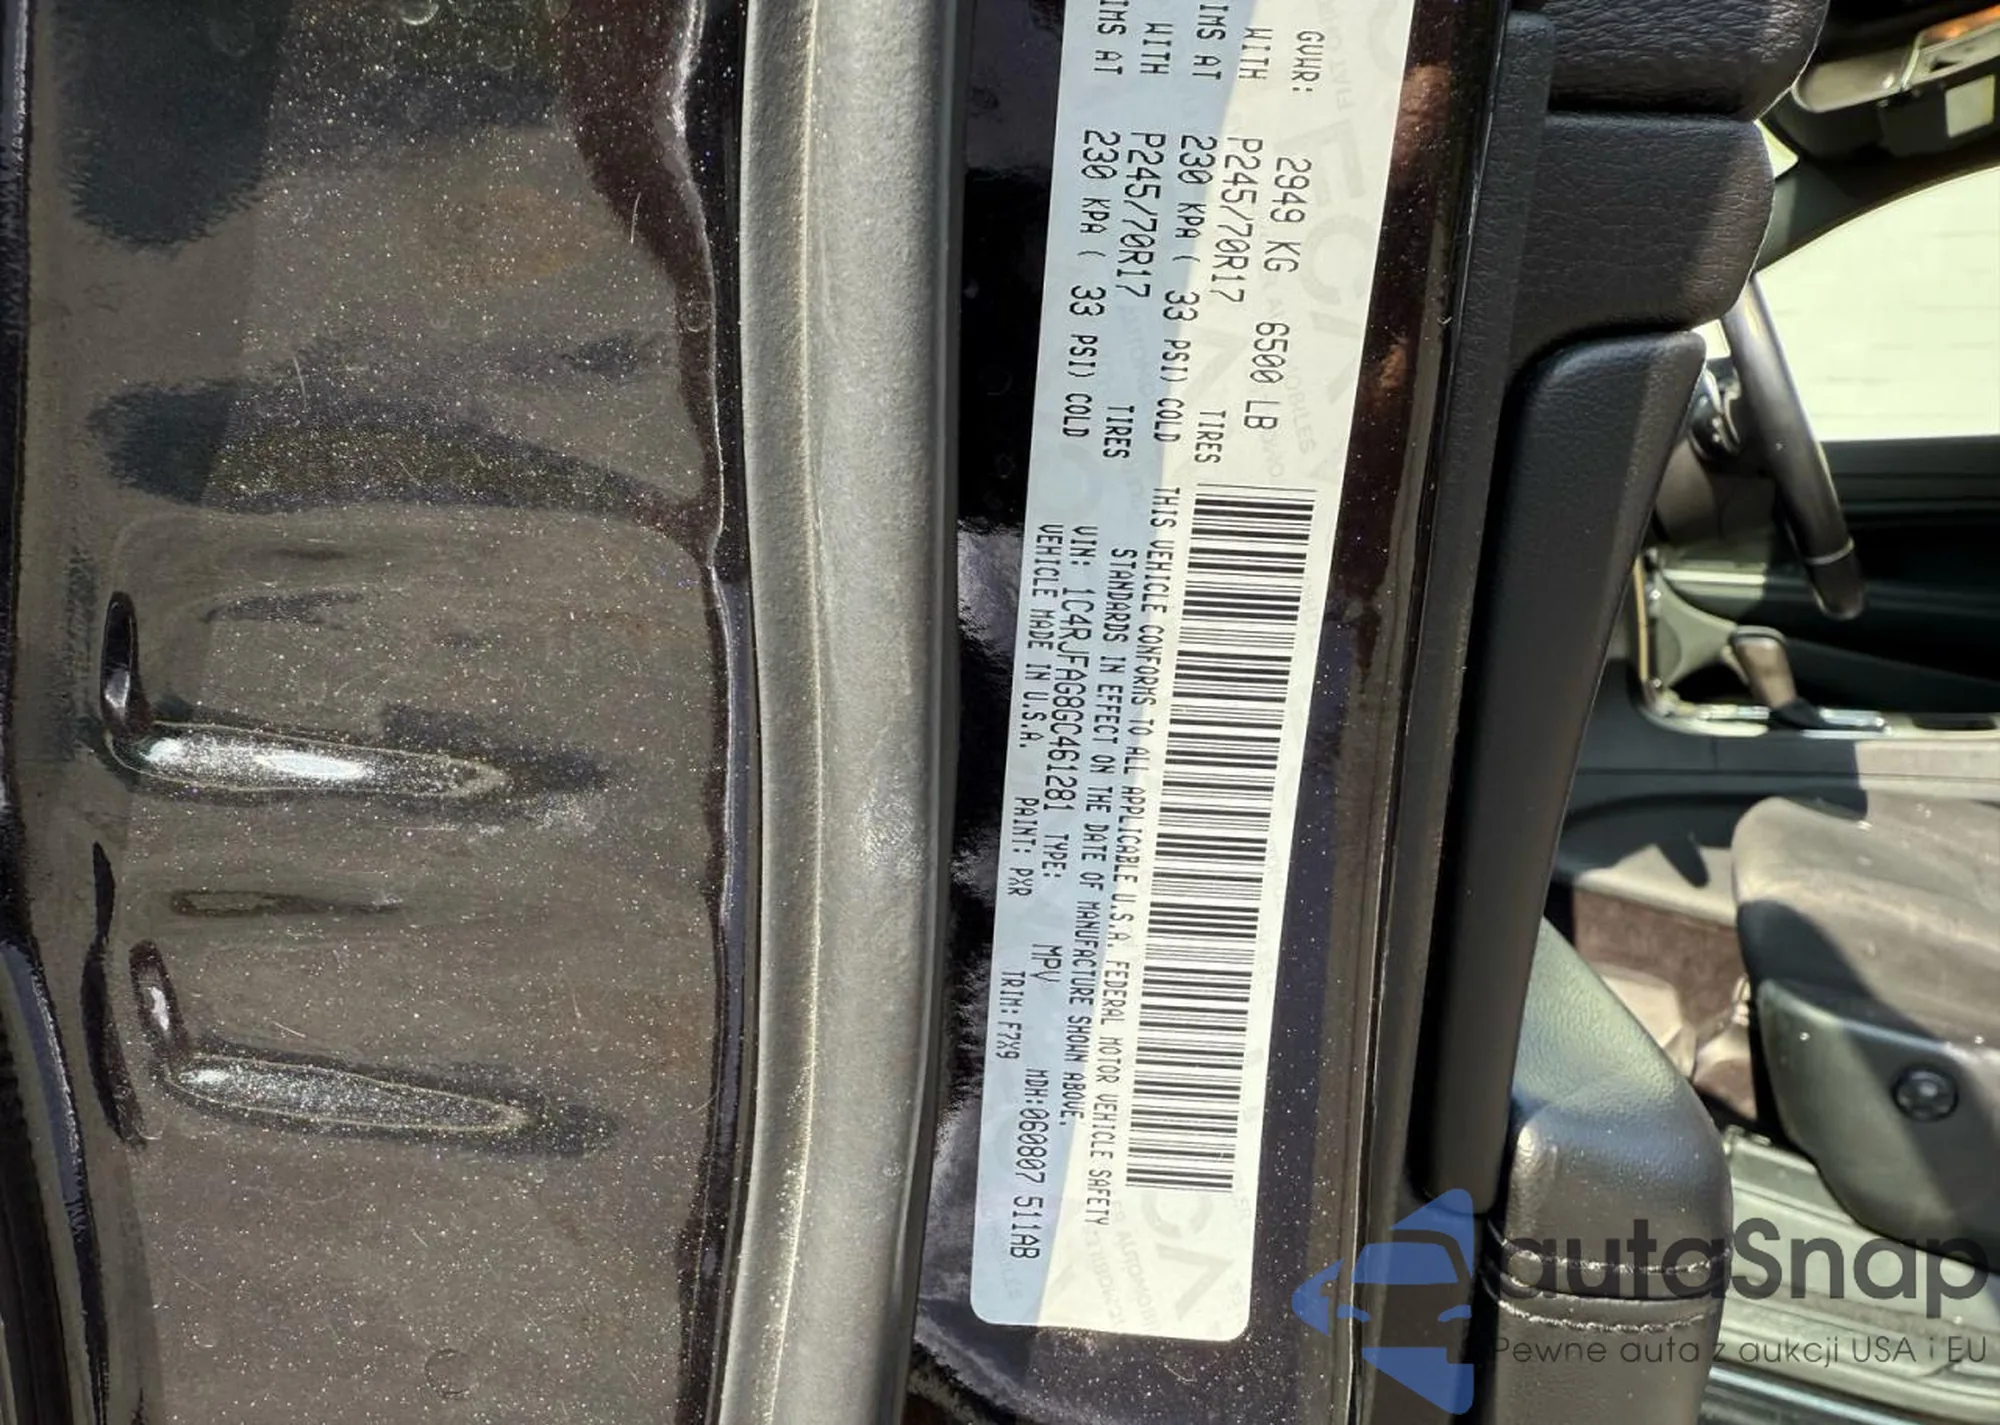 GVWR: 2949 KG 6500 LB
WITH P245/70R17 TIRES
IMS AT 230 KPA ( 33 PSI) COLD
WITH P245/70R17 TIRES
IMS AT 230 KPA ( 33 PSI) COLD
THIS VEHICLE CONFORMS TO ALL APPLICABLE U.S.A. FEDERAL MOTOR VEHICLE SAFETY
STANDARDS IN EFFECT ON THE DATE OF MANUFACTURE SHOWN ABOVE.
VIN: 1C4RJFAG8GC461281 TYPE: MPV MDH:060807 511AB
VEHICLE MADE IN U.S.A. PAINT: PXR TRIM: F7X9
autaSnap
Pewne auta z aukcji USA i EU